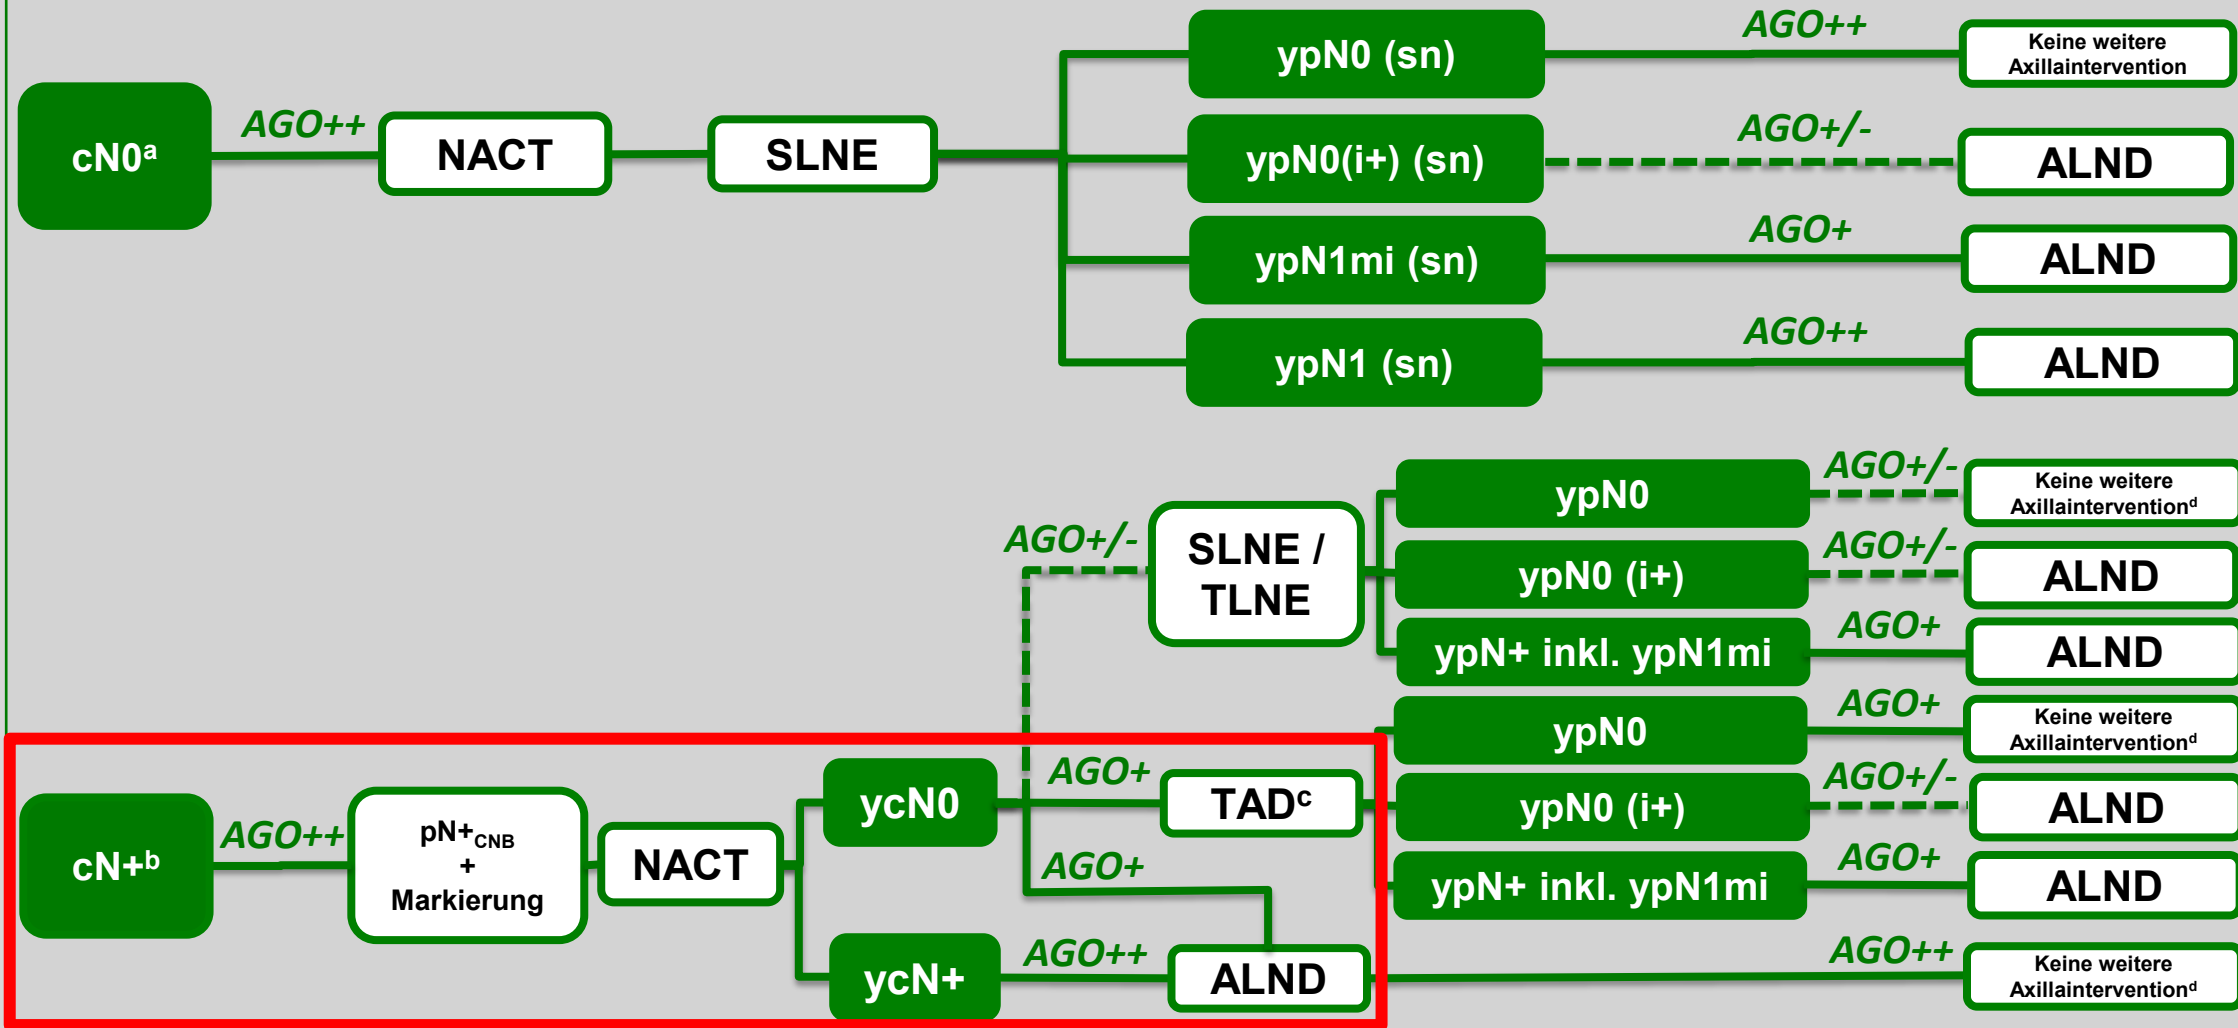 AGO++
ypN0 (sn)
Keine weitere
Axillaintervention
cN0ᵃ
AGO++
NACT
SLNE
AGO+/-
ypN0(i+) (sn)
ALND
AGO+
ypN1mi (sn)
ALND
AGO++
ypN1 (sn)
ALND
AGO+/-
SLNE /
TLNE
ypN0
AGO+/-
Keine weitere
Axillainterventionᵈ
ypN0 (i+)
AGO+/-
ALND
ypN+ inkl. ypN1mi
AGO+
ALND
cN+ᵇ
AGO++
pN+CNB
+
Markierung
NACT
ycN0
AGO+
TADᶜ
ypN0
AGO+
Keine weitere
Axillainterventionᵈ
ypN0 (i+)
AGO+/-
ALND
ypN+ inkl. ypN1mi
AGO+
ALND
AGO+
ycN+
AGO++
ALND
AGO++
Keine weitere
Axillainterventionᵈ